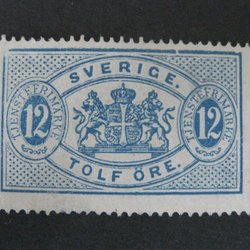 SVERIGE.
TJENSTEFRIMÄRKE
12
TJENSTEFRIMÄRKE
12
TOLF ÖRE.